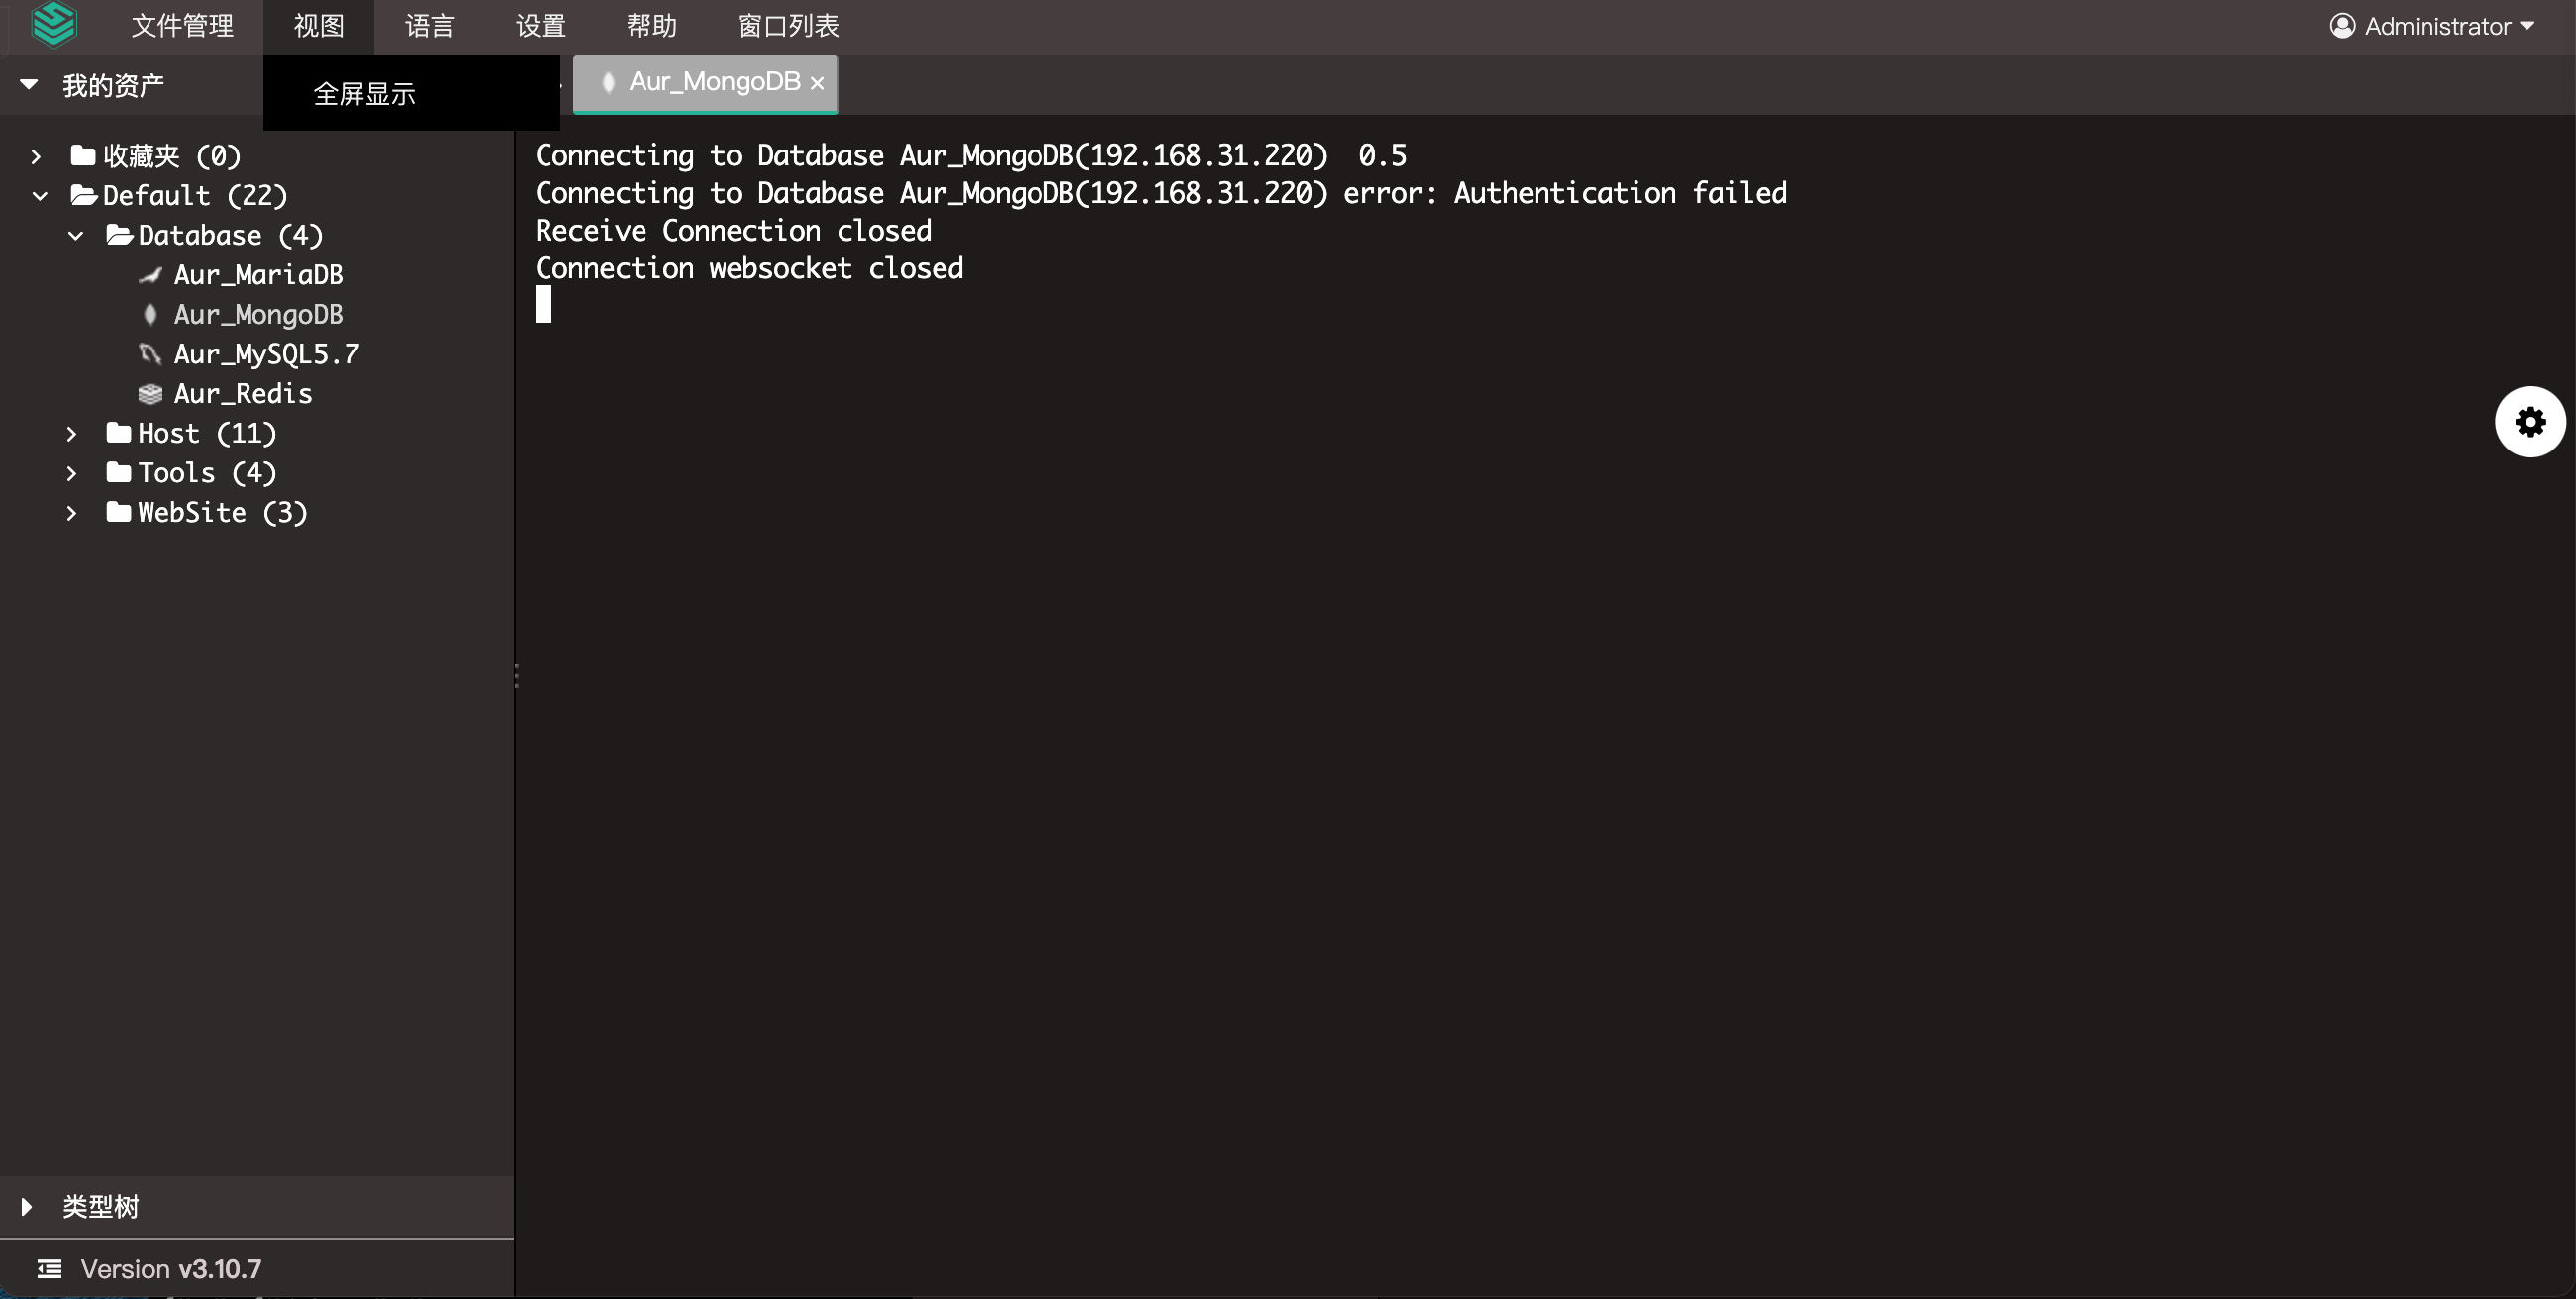 文件管理 视图 语言 设置 帮助 窗口列表 Administrator
我的资产
全屏显示
Aur_MongoDB
收藏夹 (0)
Default (22)
Database (4)
Aur_MariaDB
Aur_MongoDB
Aur_MySQL5.7
Aur_Redis
Host (11)
Tools (4)
WebSite (3)
类型树
Version v3.10.7
Connecting to Database Aur_MongoDB(192.168.31.220)  0.5
Connecting to Database Aur_MongoDB(192.168.31.220) error: Authentication failed
Receive Connection closed
Connection websocket closed